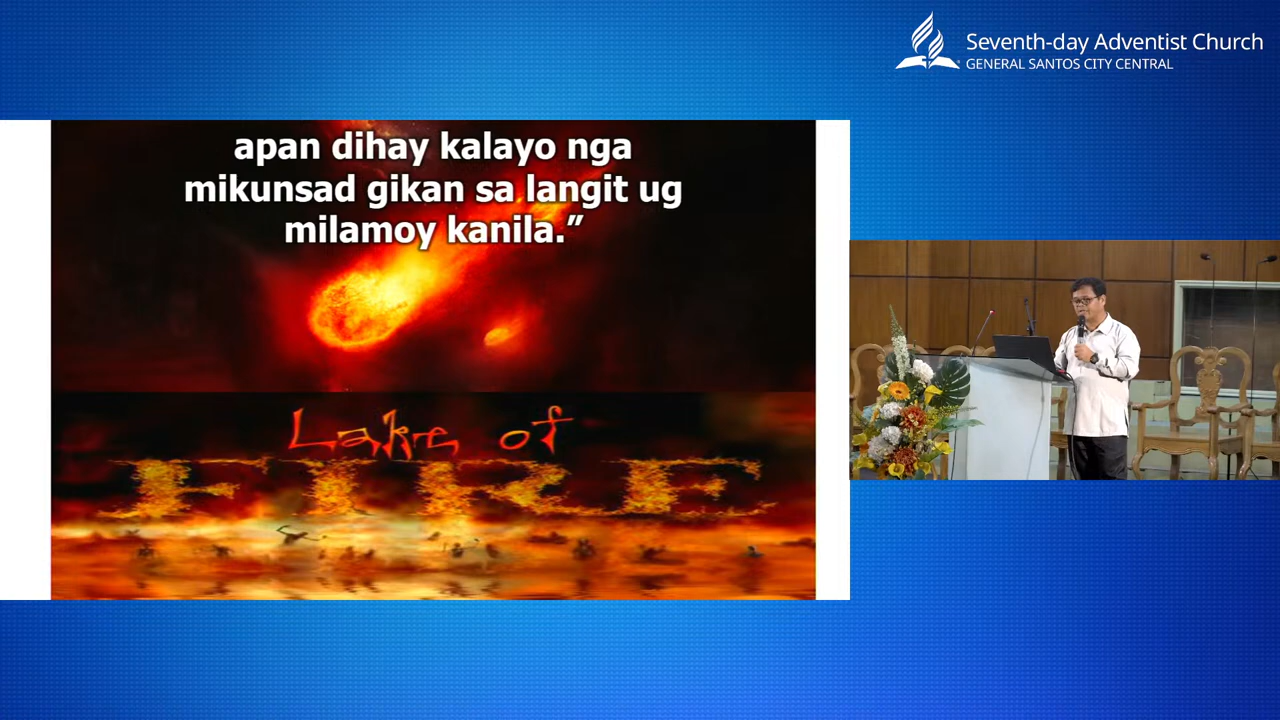 Seventh-day Adventist Church
GENERAL SANTOS CITY CENTRAL
apan dihay kalayo nga
mikunsad gikan sa langit ug
milamoy kanila.”
Lake of
FIRE